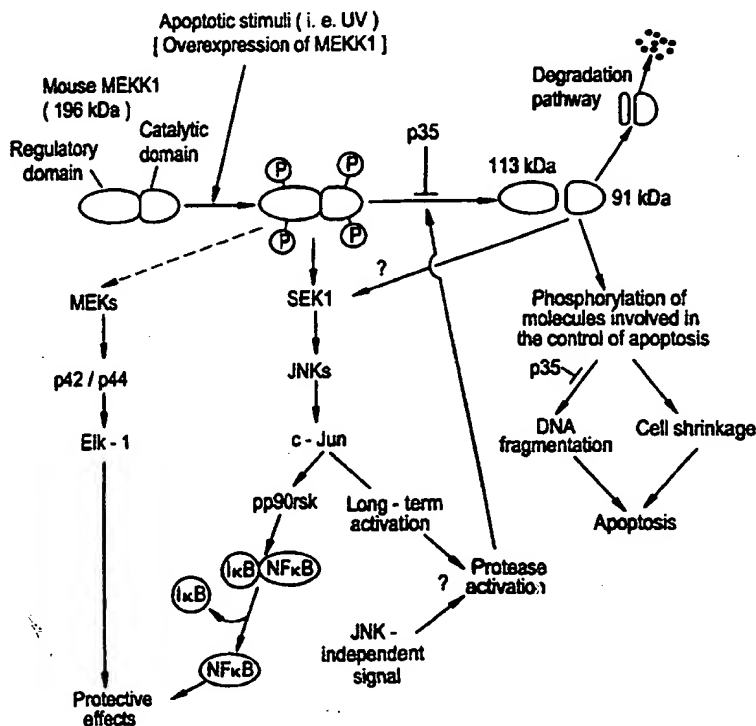 Apoptotic stimuli ( i. e. UV )
[ Overexpression of MEKK1 ]
Mouse MEKK1
( 196 kDa )
Regulatory
domain
Catalytic
domain
P
P
P
P
p35
113 kDa
91 kDa
Degradation
pathway
?
MEKs
p42 / p44
Elk - 1
SEK1
JNKs
c - Jun
pp90rsk
Long - term
activation
IκB
NFκB
IκB
NFκB
Protective
effects
?
Protease
activation
JNK -
independent
signal
Phosphorylation of
molecules involved in
the control of apoptosis
p35
DNA
fragmentation
Cell shrinkage
Apoptosis